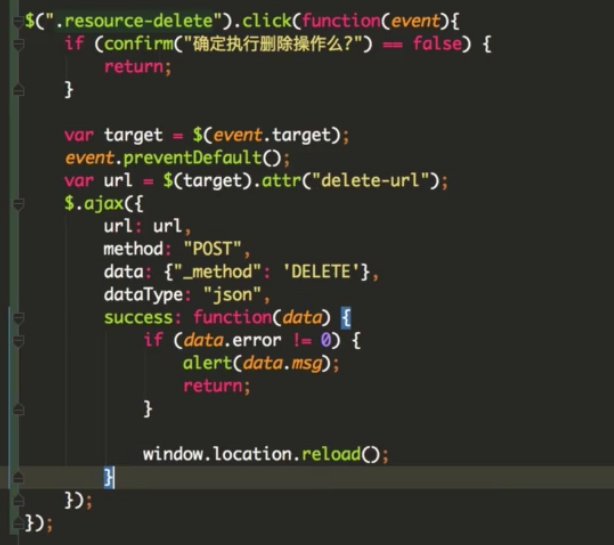 $(".resource-delete").click(function(event){
if (confirm("确定执行删除操作么?") == false) {
return;
}
var target = $(event.target);
event.preventDefault();
var url = $(target).attr("delete-url");
$.ajax({
url: url,
method: "POST",
data: {"_method": 'DELETE'},
dataType: "json",
success: function(data) {
if (data.error != 0) {
alert(data.msg);
return;
}
window.location.reload();
}
});
});